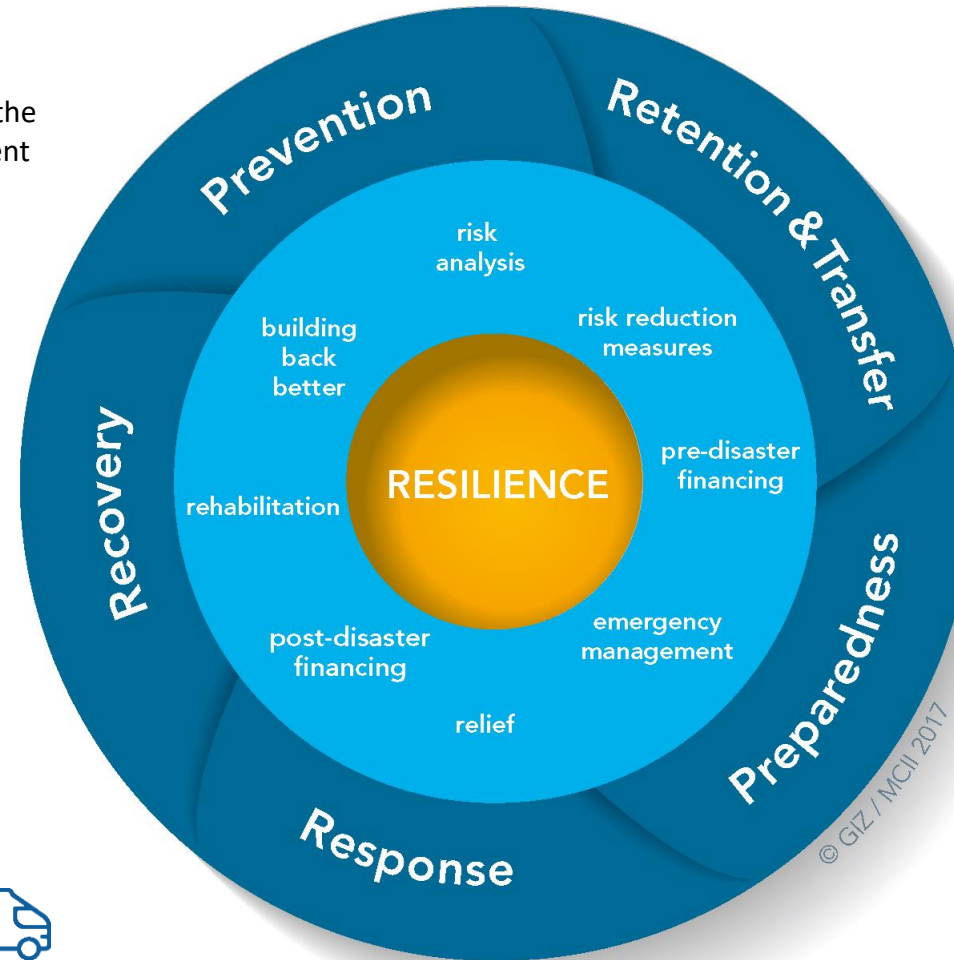 the
ent
Prevention
Retention & Transfer
Preparedness
Response
Recovery
risk
analysis
risk reduction
measures
pre-disaster
financing
emergency
management
relief
post-disaster
financing
rehabilitation
building
back
better
RESILIENCE
© GIZ / MCII 2017